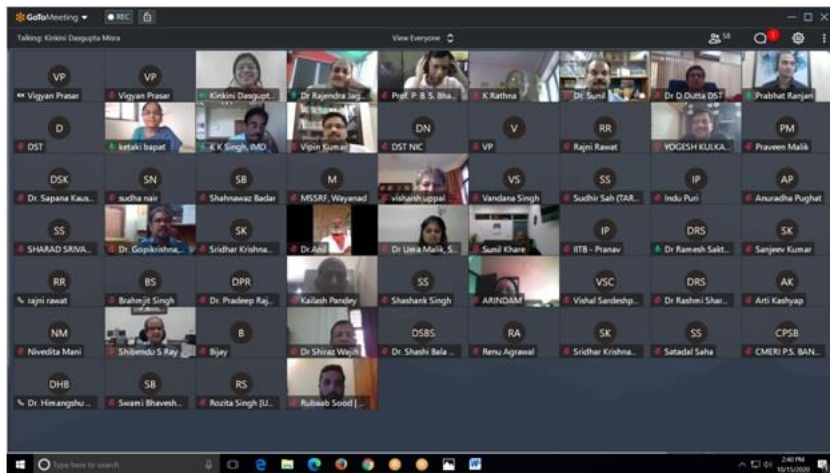 GoToMeeting
REC
Talking: Kinkini Dasgupta Misra
View Everyone
58
1
VP
VP
Vigyan Prasar
Vigyan Prasar
Kinkini Dasgupt...
Dr Rajendra Jag...
Prof. P. B. S. Bha...
K Rathna
Dr. Sunil
Dr D Dutta DST
Prabhat Ranjan
D
DN
V
RR
PM
DST
ketaki bapat
K K Singh, IMD
Vipin Kumar
DST NIC
VP
Rajni Rawat
YOGESH KULKA...
Praveen Malik
DSK
SN
SB
M
VS
SS
IP
AP
Dr. Sapana Kaus...
sudha nair
Shahnawaz Badar
MSSRF, Wayanad
vishaish uppal
Vandana Singh
Sudhir Sah (TAR...
Indu Puri
Anuradha Pughat
SS
SK
IP
DRS
SK
SHARAD SRIVA...
Dr. Gopikrishna,...
Sridhar Krishna...
Dr.Anil
Dr Uma Malik, S...
Sunil Khare
IITB - Pranav
Dr Ramesh Sakt...
Sanjeev Kumar
RR
BS
DPR
SS
VSC
DRS
AK
rajni rawat
Brahmjit Singh
Dr. Pradeep Raj...
Kailash Pandey
Shashank Singh
ARINDAM
Vishal Sardeshp...
Dr Rashmi Shar...
Arti Kashyap
NM
B
DSBS
RA
SK
SS
CPSB
Nivedita Mani
Shibendu S Ray
Bijay
Dr Shiraz Wajih
Dr. Shashi Bala ...
Renu Agrawal
Sridhar Krishna...
Satadal Saha
CMERI P.S. BAN...
DHB
SB
RS
Dr. Himangshu ...
Swami Bhavesh...
Rozita Singh [U...
Rubaab Sood [...
Type here to search
2:40 PM
10/15/2020